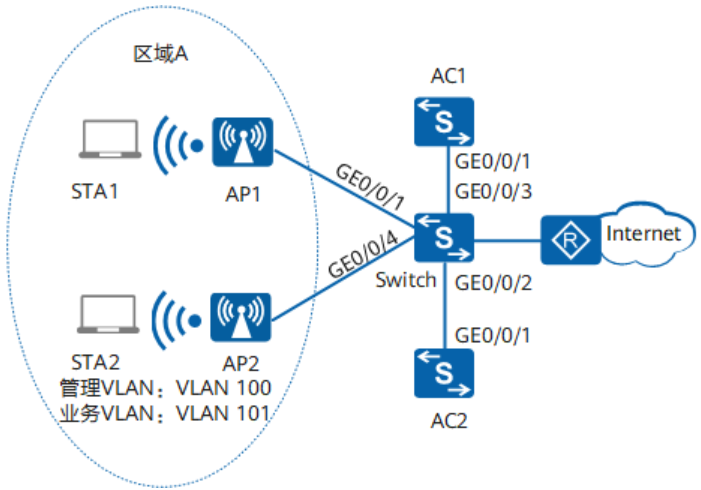 区域A
AC1
GE0/0/1
GE0/0/3
STA1
AP1
GE0/0/1
GE0/0/4
Switch
Internet
GE0/0/2
GE0/0/1
STA2
AP2
管理VLAN：VLAN 100
业务VLAN：VLAN 101
AC2
S
S
R
S